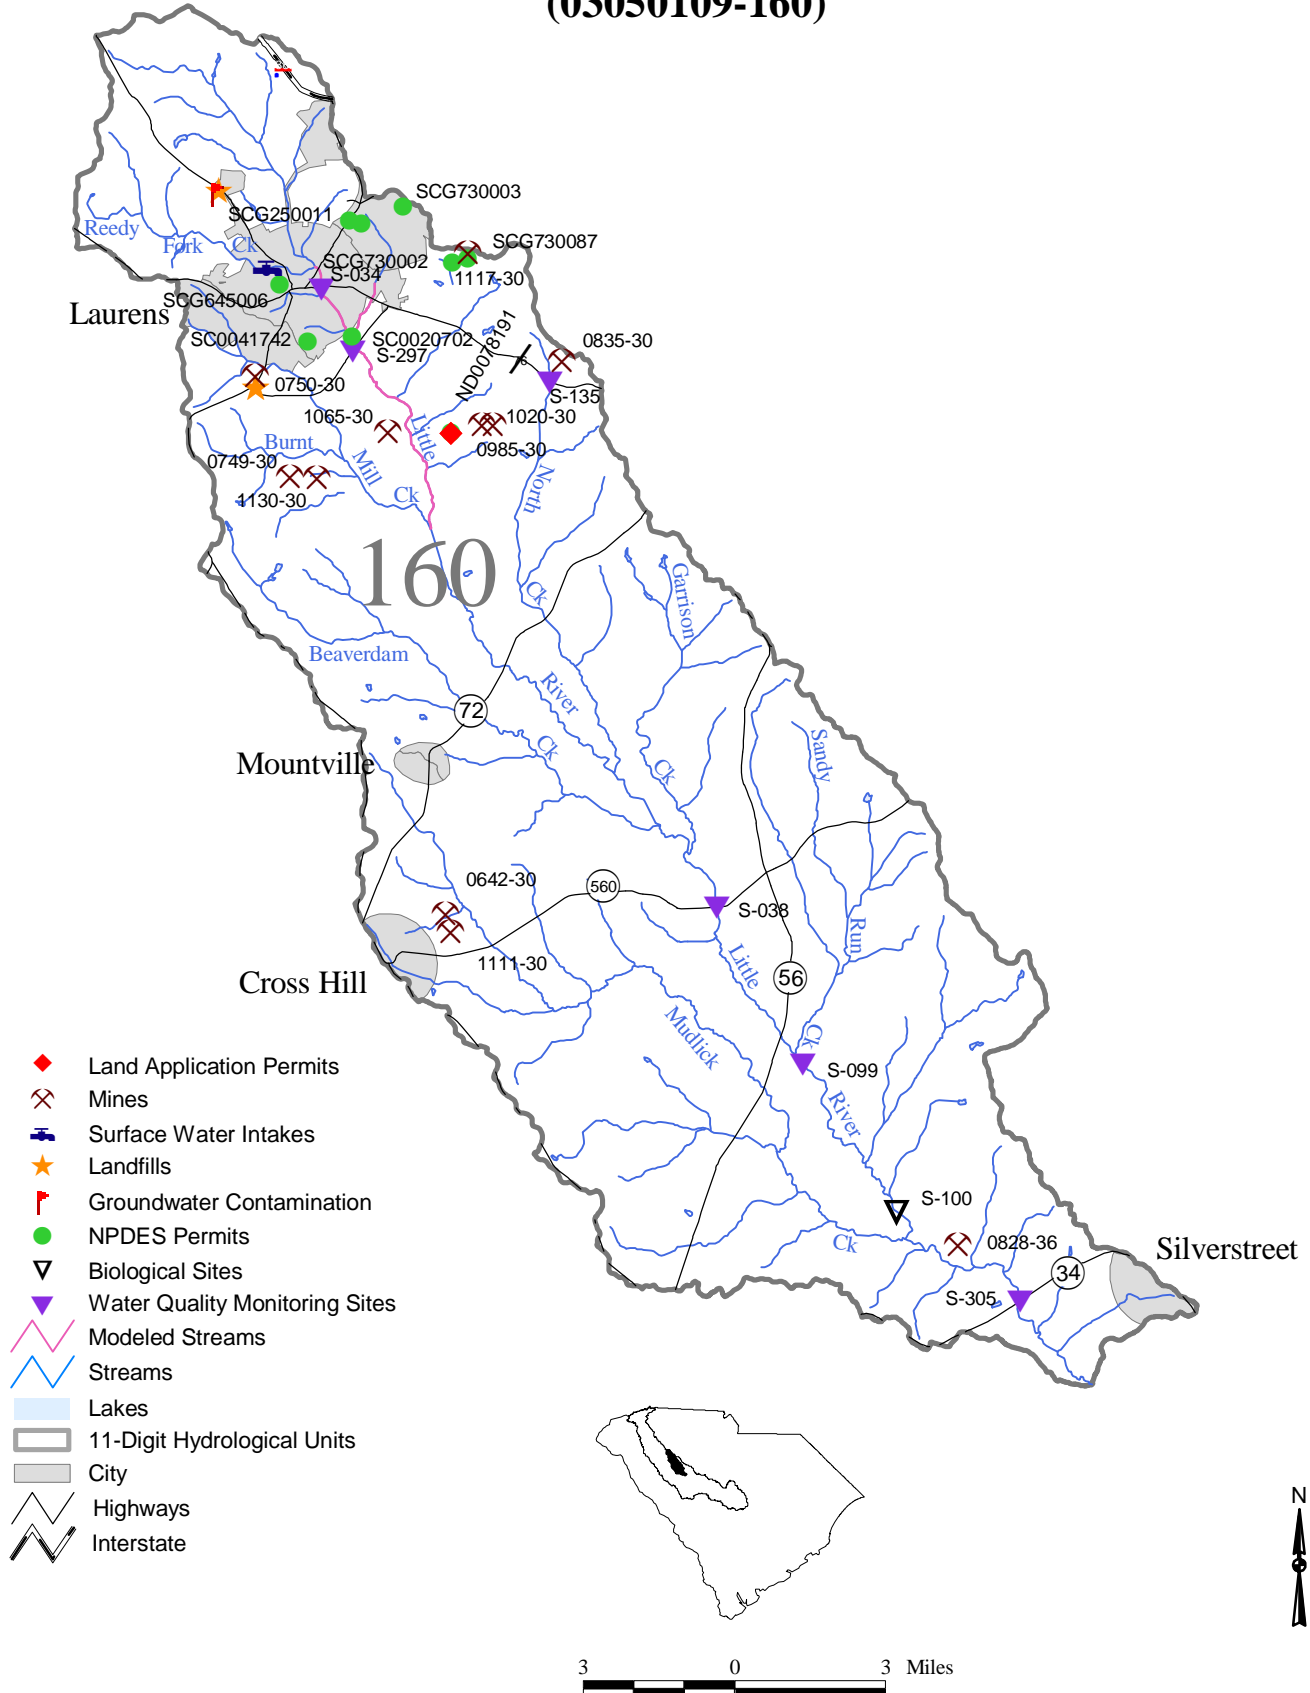 (03050109-160)
SCG730003
SCG250011
Reedy
Fork
Ck
SCG730087
SCG730002
S-034
1117-30
SCG645006
Laurens
SC0041742
SC0020702
S-297
ND0078191
0835-30
0750-30
S-135
1065-30
Little
1020-30
0985-30
Burnt
0749-30
Mill
Ck
North
1130-30
160
Ck
Garrison
Beaverdam
River
72
Ck
Sandy
Mountville
Ck
0642-30
560
S-038
Run
1111-30
Little
56
Cross Hill
Mudlick
Ck
S-099
River
S-100
Ck
0828-36
Silverstreet
34
S-305
Land Application Permits
Mines
Surface Water Intakes
Landfills
Groundwater Contamination
NPDES Permits
Biological Sites
Water Quality Monitoring Sites
Modeled Streams
Streams
Lakes
11-Digit Hydrological Units
City
Highways
Interstate
N
3 0 3 Miles